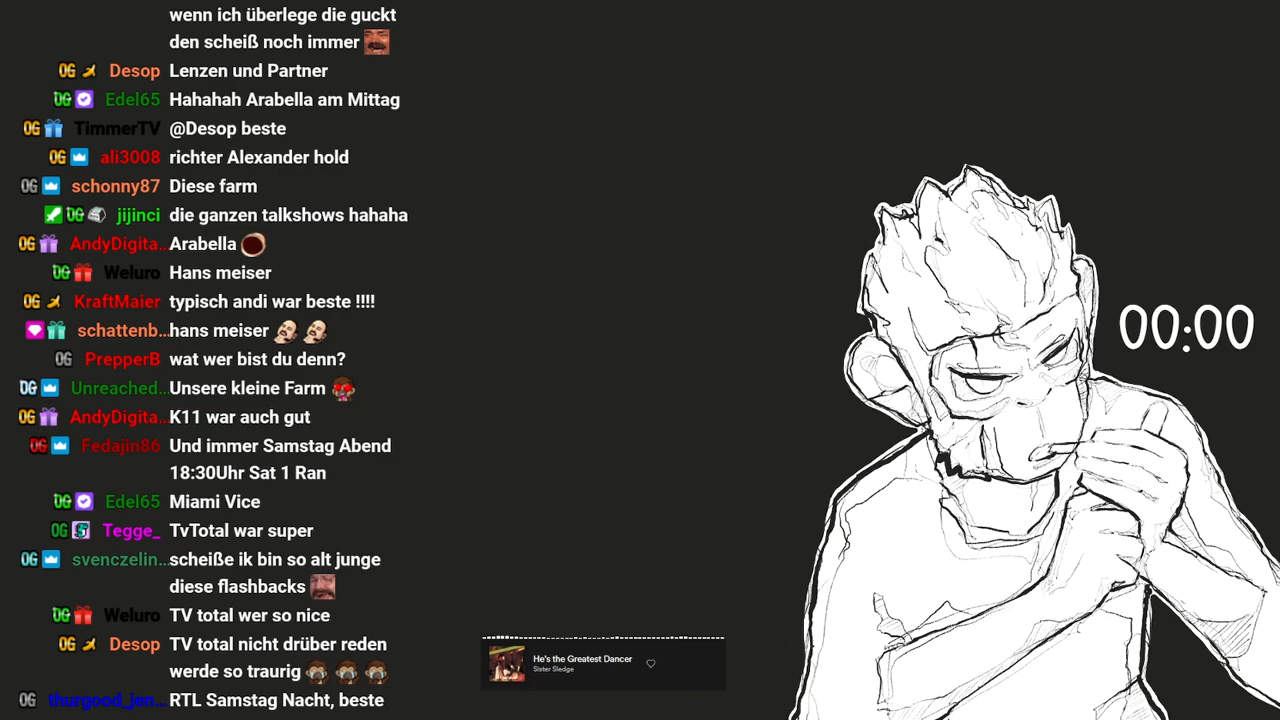 wenn ich überlege die guckt
den scheiß noch immer
OG Desop Lenzen und Partner
OG Edel65 Hahahah Arabella am Mittag
OG TimmerTV @Desop beste
OG ali3008 richter Alexander hold
OG schonny87 Diese farm
OG jijinci die ganzen talkshows hahaha
OG AndyDigita... Arabella
OG Weluro Hans meiser
OG KraftMaier typisch andi war beste !!!!
schattenb... hans meiser
OG PrepperB wat wer bist du denn?
OG Unreached... Unsere kleine Farm
OG AndyDigita... K11 war auch gut
OG Fedajin86 Und immer Samstag Abend
18:30Uhr Sat 1 Ran
OG Edel65 Miami Vice
OG Tegge_ TvTotal war super
OG svenczelin... scheiße ik bin so alt junge
diese flashbacks
OG Weluro TV total wer so nice
OG Desop TV total nicht drüber reden
werde so traurig
OG thurgood_jen... RTL Samstag Nacht, beste
00:00
He's the Greatest Dancer
Sister Sledge